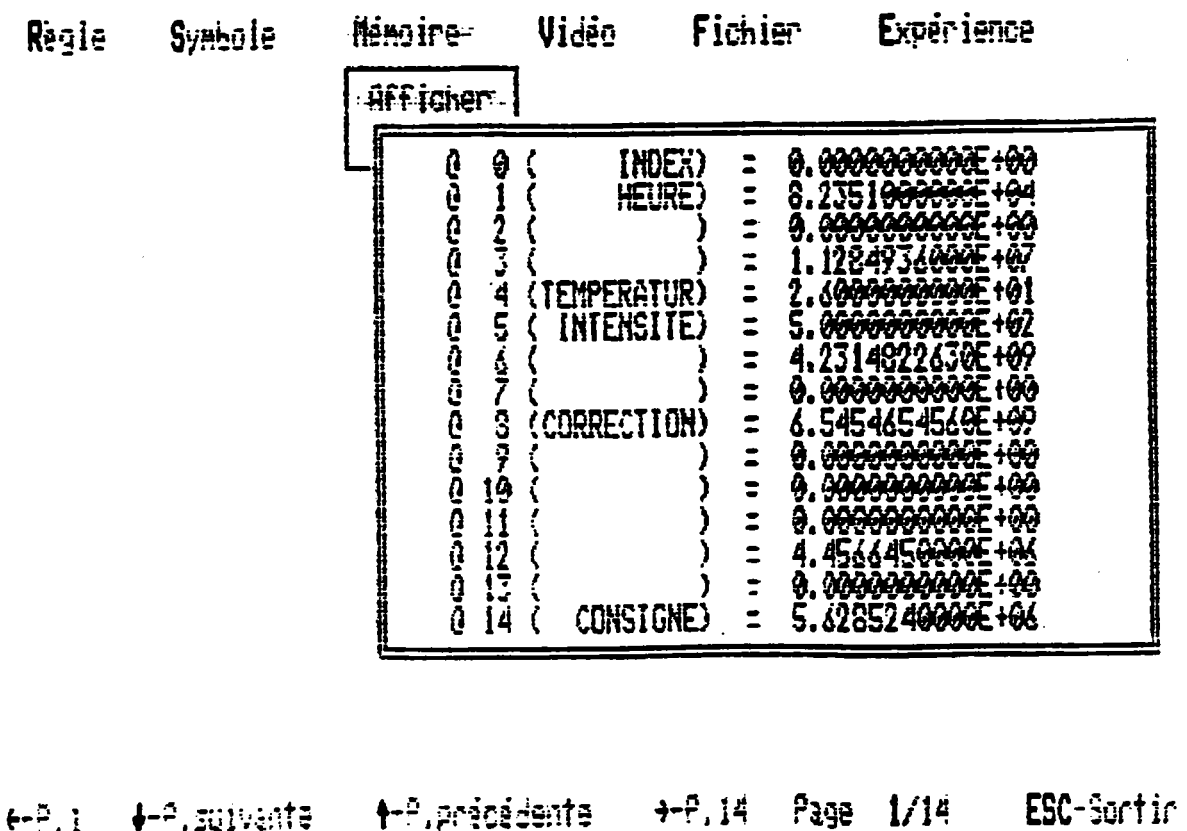 Règle Symbole Mémoire Vidéo Fichier Expérience
Afficher
@ 0 ( INDEX) = 0.0000000000E+00
@ 1 ( HEURE) = 8.2351000000E+04
@ 2 ( ) = 0.0000000000E+00
@ 3 ( ) = 1.1284936000E+07
@ 4 (TEMPERATUR) = 2.6000000000E+01
@ 5 ( INTENSITE) = 5.0000000000E+02
@ 6 ( ) = 4.2314822630E+09
@ 7 ( ) = 0.0000000000E+00
@ 8 (CORRECTION) = 6.5454654560E+09
@ 9 ( ) = 0.0000000000E+00
@ 10 ( ) = 0.0000000000E+00
@ 11 ( ) = 0.0000000000E+00
@ 12 ( ) = 4.4566450000E+06
@ 13 ( ) = 0.0000000000E+00
@ 14 ( CONSIGNE) = 5.6285240000E+06
←-P.1 ↓-P.suivante ↑-P.précédente →-P.14 Page 1/14 ESC-Sortir